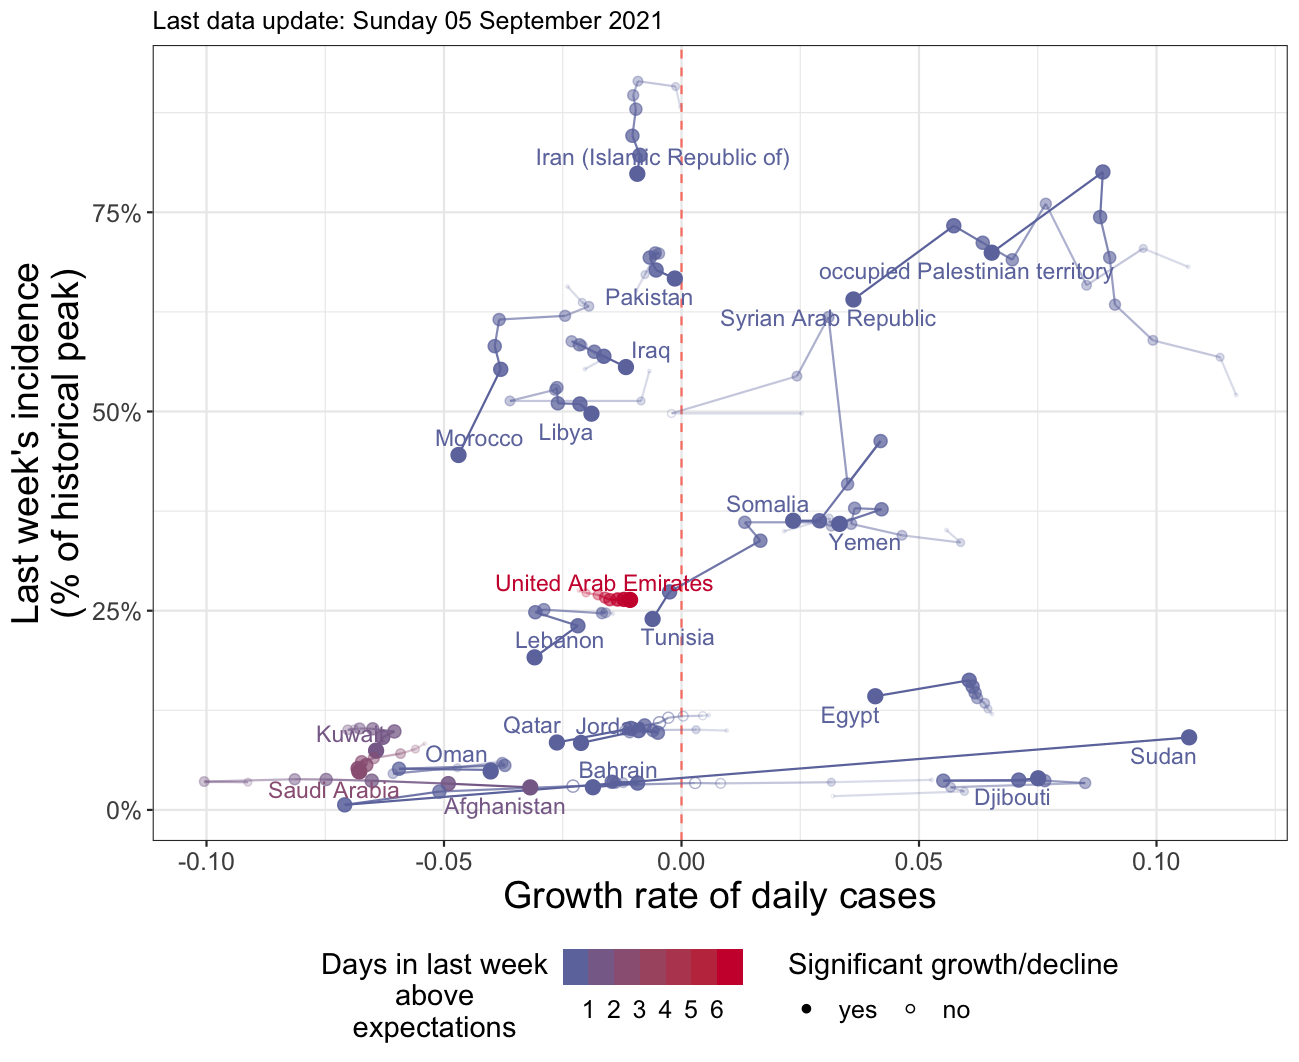 Last data update: Sunday 05 September 2021
Last week's incidence
(% of historical peak)
75%
50%
25%
0%
Iran (Islamic Republic of)
occupied Palestinian territory
Pakistan
Syrian Arab Republic
Iraq
Morocco
Libya
Somalia
Yemen
United Arab Emirates
Lebanon
Tunisia
Egypt
Qatar
Jordan
Kuwait
Oman
Sudan
Bahrain
Saudi Arabia
Djibouti
Afghanistan
-0.10
-0.05
0.00
0.05
0.10
Growth rate of daily cases
Days in last week
above
expectations
1 2 3 4 5 6
Significant growth/decline
yes
no